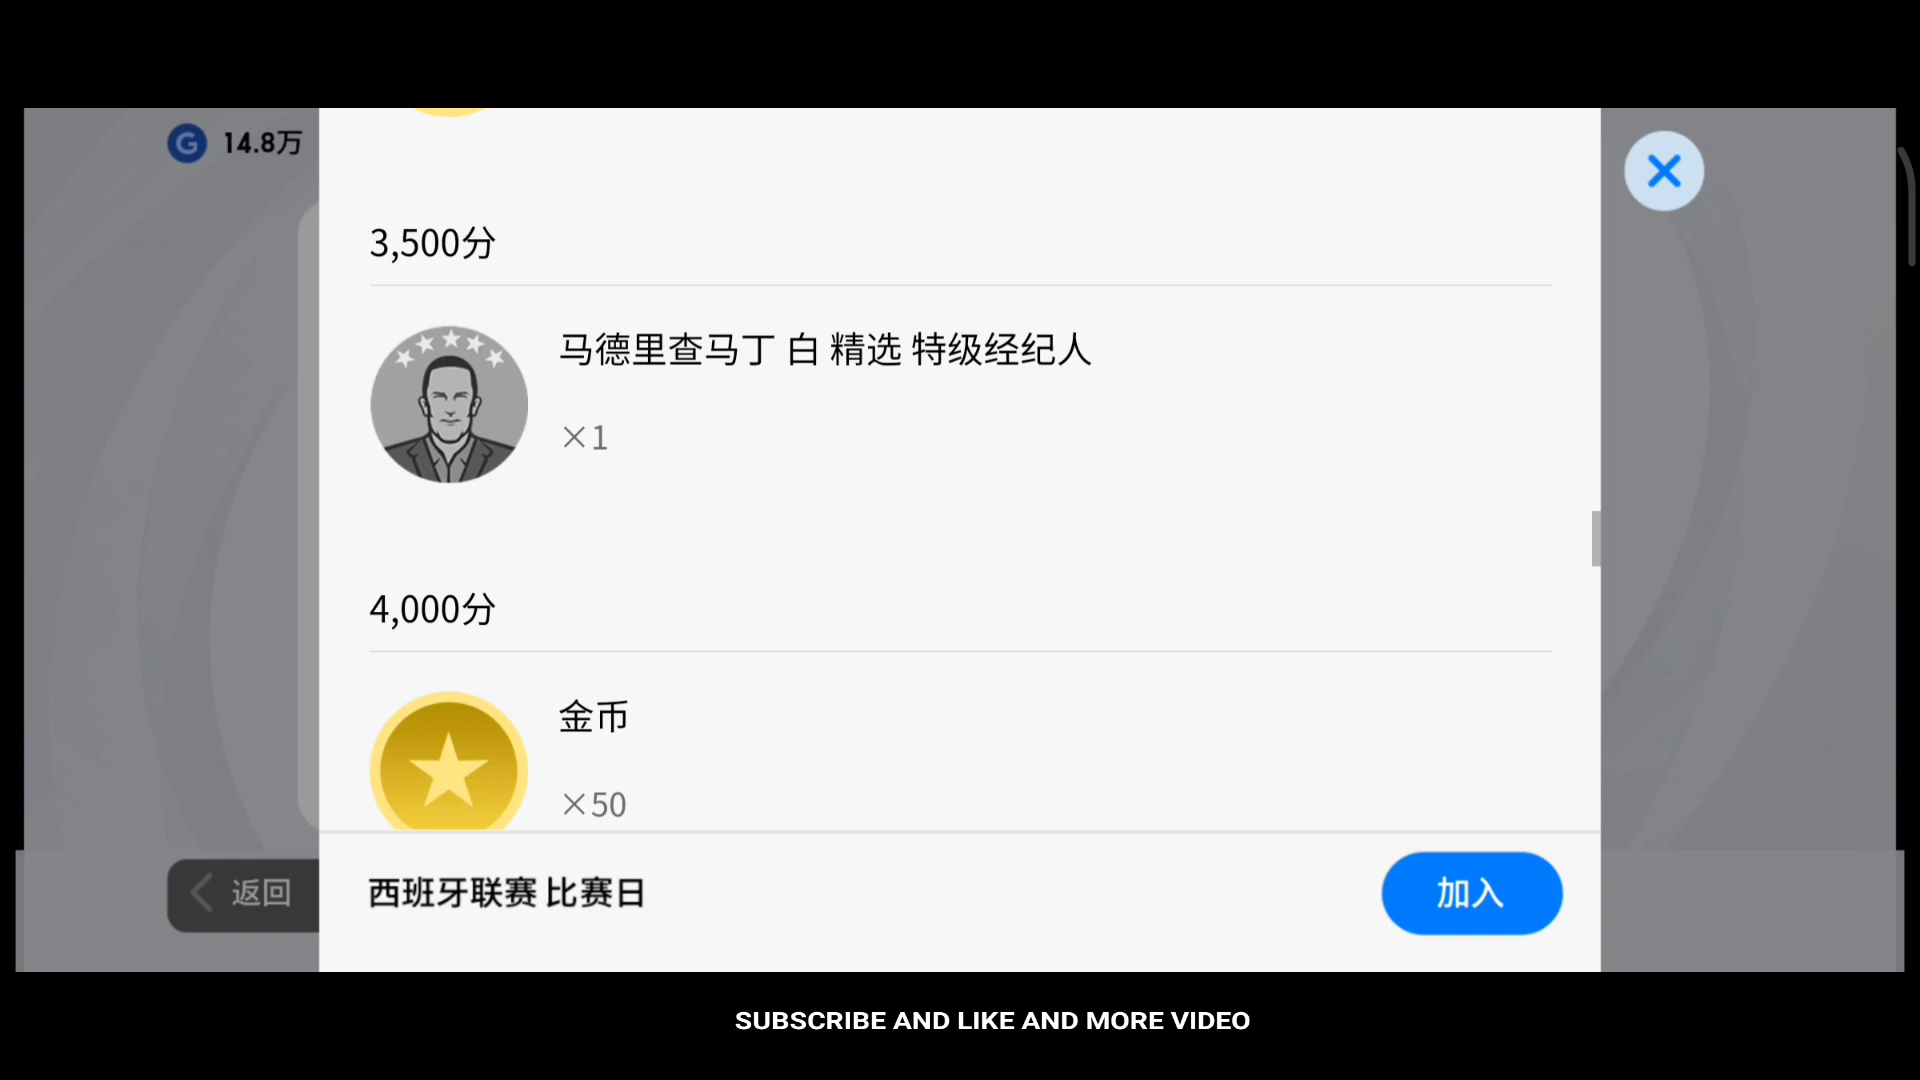 G 14.8万
3,500分
马德里查马丁 白 精选 特级经纪人
×1
4,000分
金币
×50
返回
西班牙联赛 比赛日
加入
SUBSCRIBE AND LIKE AND MORE VIDEO